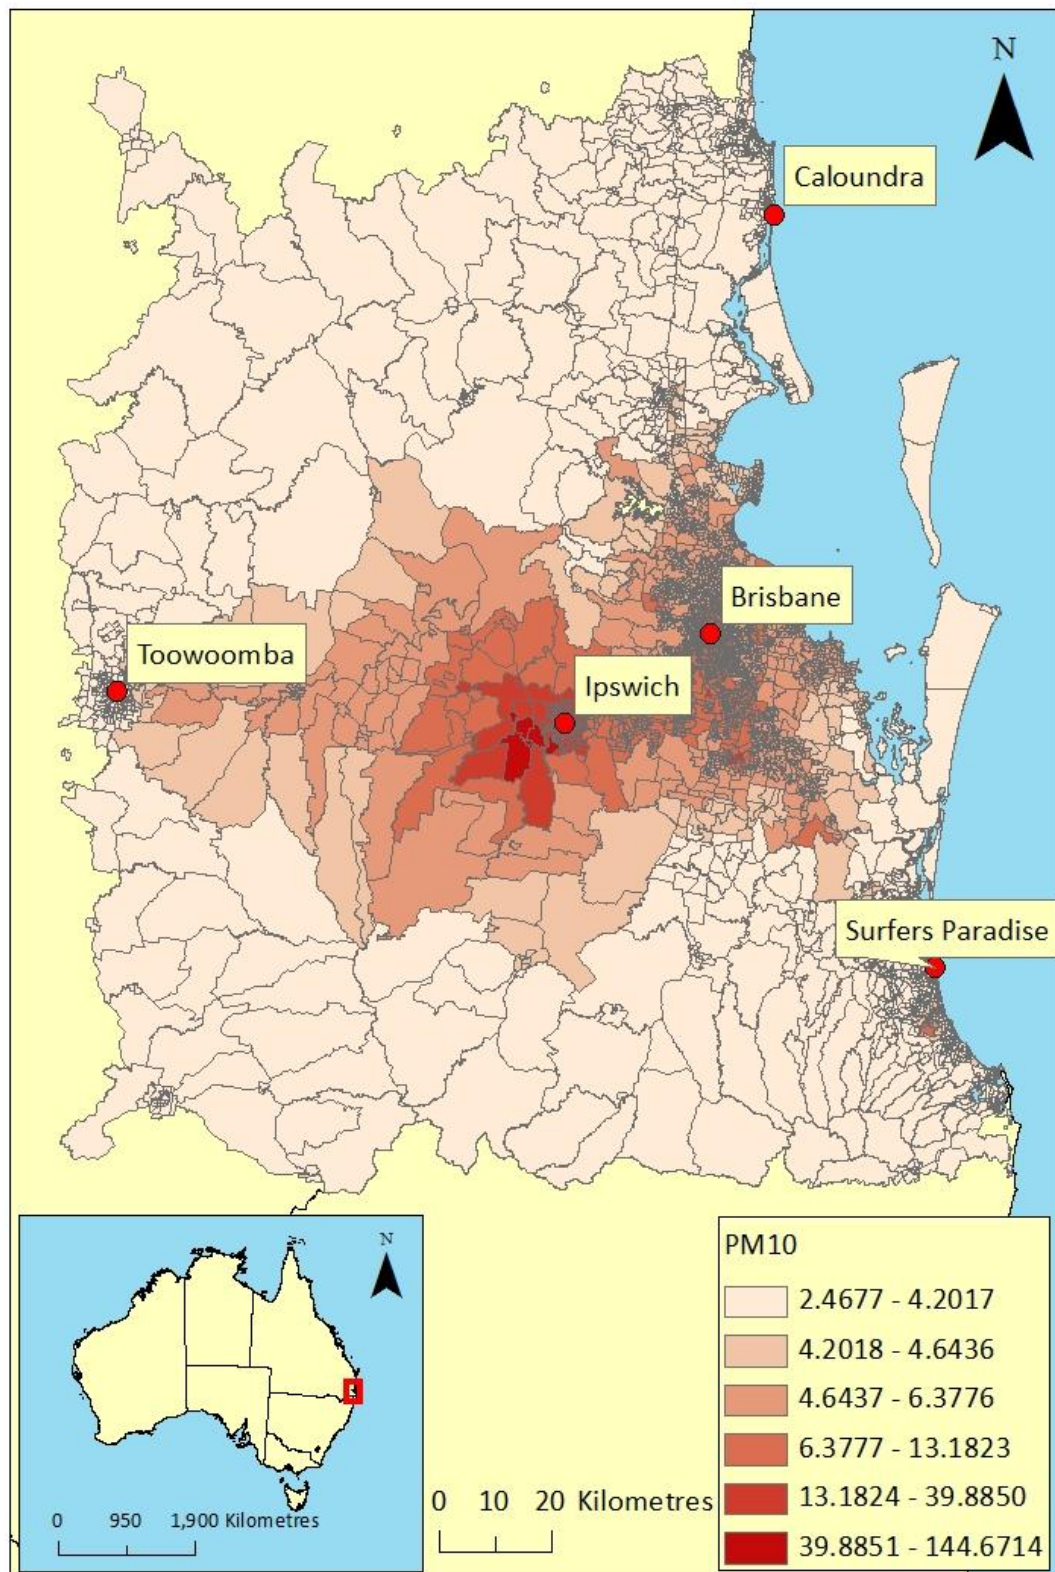 N
Caloundra
Brisbane
Toowoomba
Ipswich
Surfers Paradise
N
0 950 1,900 Kilometres
0 10 20 Kilometres
PM10
2.4677 - 4.2017
4.2018 - 4.6436
4.6437 - 6.3776
6.3777 - 13.1823
13.1824 - 39.8850
39.8851 - 144.6714